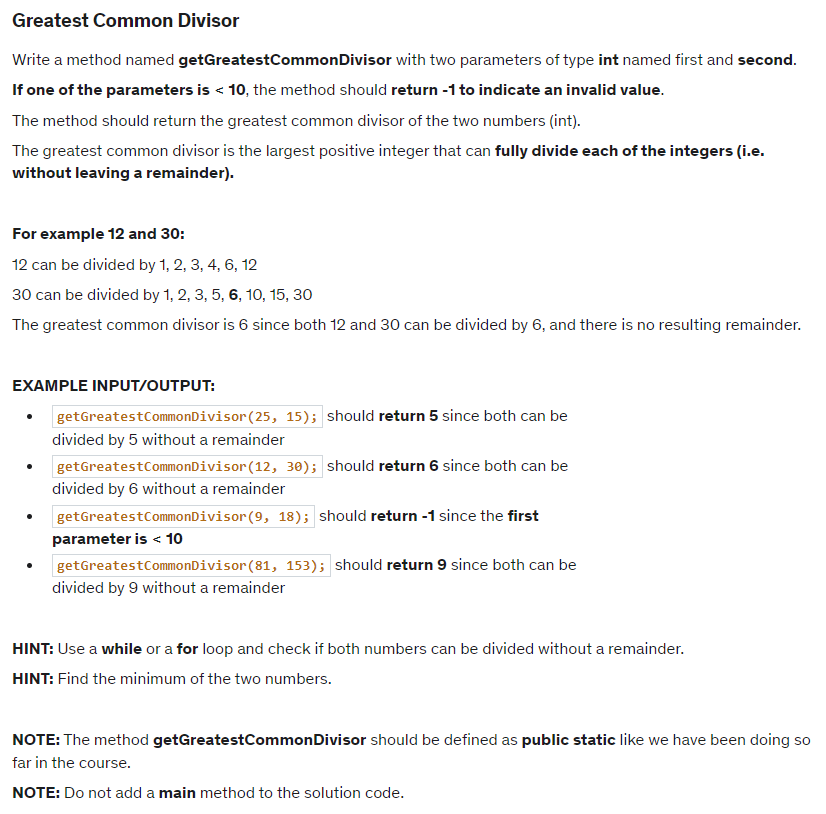 Greatest Common Divisor
Write a method named getGreatestCommonDivisor with two parameters of type int named first and second.
If one of the parameters is < 10, the method should return -1 to indicate an invalid value.
The method should return the greatest common divisor of the two numbers (int).
The greatest common divisor is the largest positive integer that can fully divide each of the integers (i.e.
without leaving a remainder).
For example 12 and 30:
12 can be divided by 1, 2, 3, 4, 6, 12
30 can be divided by 1, 2, 3, 5, 6, 10, 15, 30
The greatest common divisor is 6 since both 12 and 30 can be divided by 6, and there is no resulting remainder.
EXAMPLE INPUT/OUTPUT:
• getGreatestCommonDivisor(25, 15); should return 5 since both can be
divided by 5 without a remainder
• getGreatestCommonDivisor(12, 30); should return 6 since both can be
divided by 6 without a remainder
• getGreatestCommonDivisor(9, 18); should return -1 since the first
parameter is < 10
• getGreatestCommonDivisor(81, 153); should return 9 since both can be
divided by 9 without a remainder
HINT: Use a while or a for loop and check if both numbers can be divided without a remainder.
HINT: Find the minimum of the two numbers.
NOTE: The method getGreatestCommonDivisor should be defined as public static like we have been doing so
far in the course.
NOTE: Do not add a main method to the solution code.